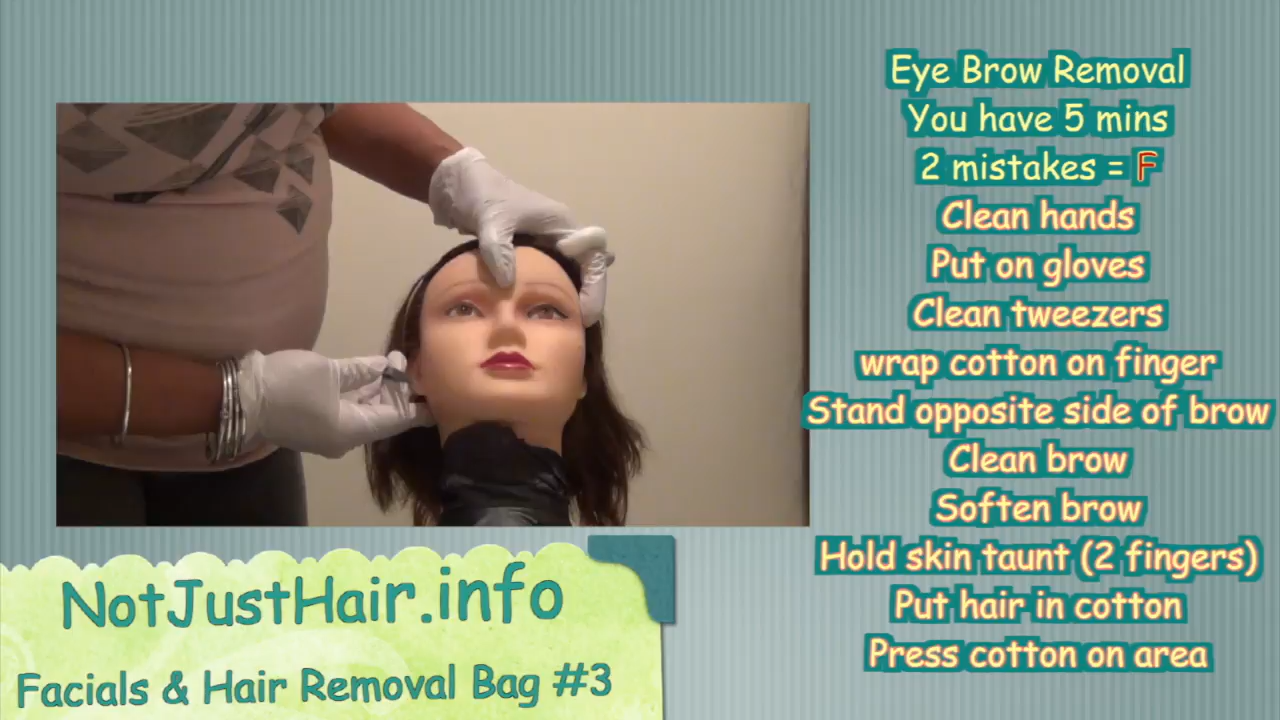 Eye Brow Removal
You have 5 mins
2 mistakes = F
Clean hands
Put on gloves
Clean tweezers
wrap cotton on finger
Stand opposite side of brow
Clean brow
Soften brow
Hold skin taunt (2 fingers)
Put hair in cotton
Press cotton on area
NotJustHair.info
Facials & Hair Removal Bag #3